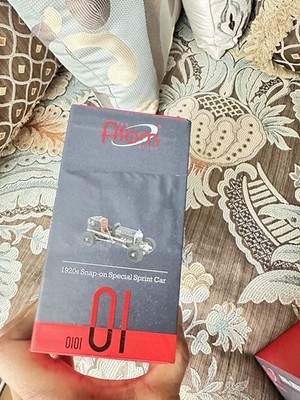 Atom
1920s Snap-on Special Sprint Car
0101 01